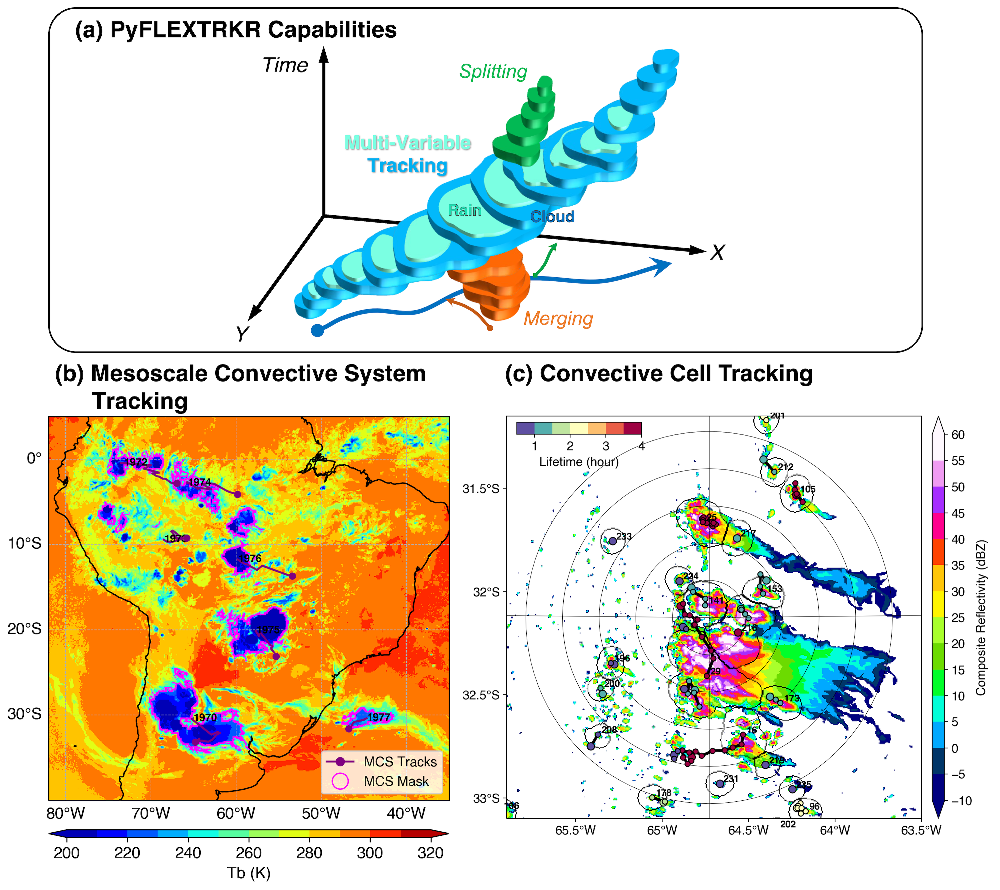 (a) PyFLEXTRKR Capabilities
Time
Splitting
Multi-Variable
Tracking
Rain
Cloud
X
Y
Merging
(b) Mesoscale Convective System
Tracking
0°
10°S
20°S
30°S
1972
1974
1976
1975
1970
1977
MCS Tracks
MCS Mask
80°W 70°W 60°W 50°W 40°W
200 220 240 260 280 300 320
Tb (K)
(c) Convective Cell Tracking
1 2 3 4
Lifetime (hour)
31.5°S
32°S
32.5°S
33°S
201
212
105
25
217
233
224
153
141
216
196
29
200
173
208
16
219
231
235
178
166
96
202
65.5°W 65°W 64.5°W 64°W 63.5°W
60
55
50
45
40
35
30
25
20
15
10
5
0
−5
−10
Composite Reflectivity (dBZ)